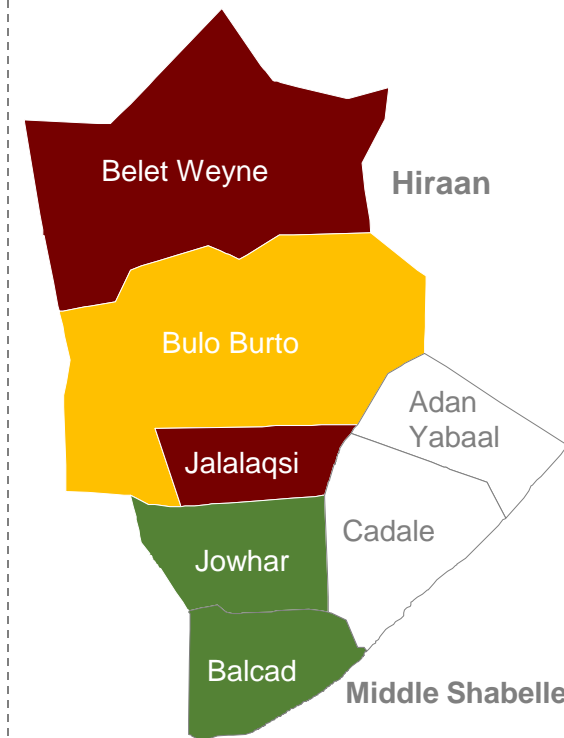 Belet Weyne
Hiraan
Bulo Burto
Adan
Yabaal
Jalalaqsi
Cadale
Jowhar
Balcad
Middle Shabelle